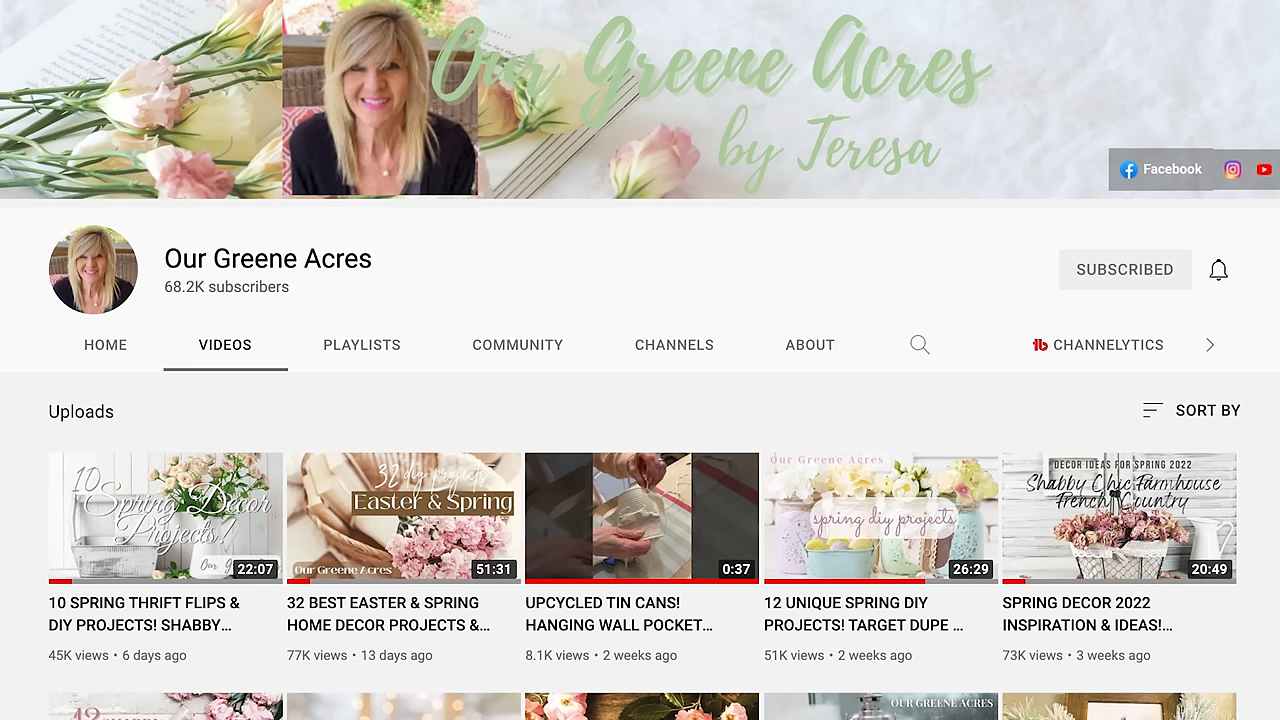 Our Greene Acres
by Teresa
Facebook
Our Greene Acres
68.2K subscribers
SUBSCRIBED
HOME
VIDEOS
PLAYLISTS
COMMUNITY
CHANNELS
ABOUT
CHANNELYTICS
Uploads
SORT BY
10
Spring Decor
Projects!
22:07
32 diy projects
Easter & Spring
Our Greene Acres
51:31
0:37
Our Greene Acres
spring diy projects
26:29
DECOR IDEAS FOR SPRING 2022
Shabby Chic Farmhouse
French Country
20:49
10 SPRING THRIFT FLIPS &
DIY PROJECTS! SHABBY...
45K views • 6 days ago
32 BEST EASTER & SPRING
HOME DECOR PROJECTS &...
77K views • 13 days ago
UPCYCLED TIN CANS!
HANGING WALL POCKET...
8.1K views • 2 weeks ago
12 UNIQUE SPRING DIY
PROJECTS! TARGET DUPE ...
51K views • 2 weeks ago
SPRING DECOR 2022
INSPIRATION & IDEAS!...
73K views • 3 weeks ago
OUR GREENE ACRES